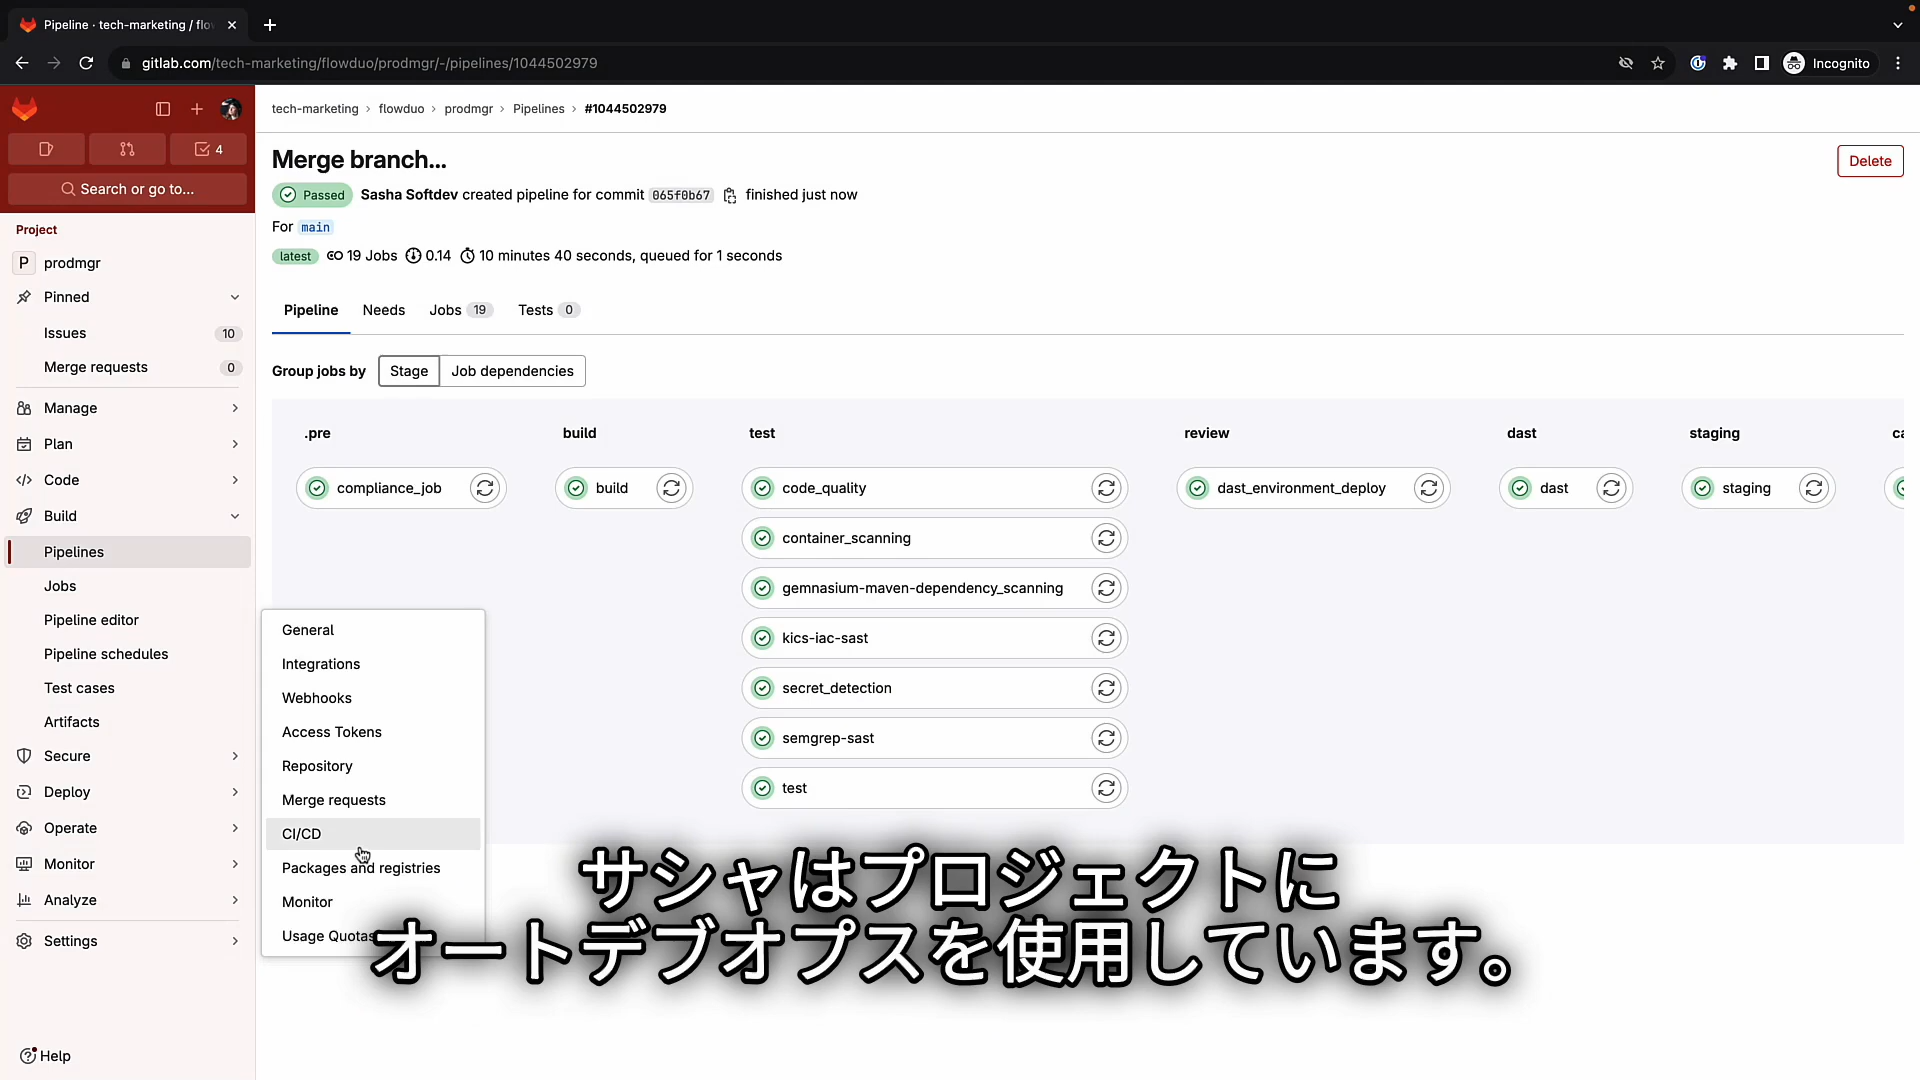 Pipeline · tech-marketing / flo
gitlab.com/tech-marketing/flowduo/prodmgr/-/pipelines/1044502979
Incognito
4
Search or go to...
Project
P prodmgr
Pinned
Issues 10
Merge requests 0
Manage
Plan
Code
Build
Pipelines
Jobs
Pipeline editor
Pipeline schedules
Test cases
Artifacts
Secure
Deploy
Operate
Monitor
Analyze
Settings
Help
tech-marketing › flowduo › prodmgr › Pipelines › #1044502979
Merge branch...
Delete
Passed Sasha Softdev created pipeline for commit 065f0b67 finished just now
For main
latest 19 Jobs 0.14 10 minutes 40 seconds, queued for 1 seconds
Pipeline Needs Jobs 19 Tests 0
Group jobs by Stage Job dependencies
.pre build test review dast staging ca
compliance_job build code_quality dast_environment_deploy dast staging
container_scanning
gemnasium-maven-dependency_scanning
kics-iac-sast
secret_detection
semgrep-sast
test
General
Integrations
Webhooks
Access Tokens
Repository
Merge requests
CI/CD
Packages and registries
Monitor
Usage Quotas
サシャはプロジェクトに
オートデブオプスを使用しています。